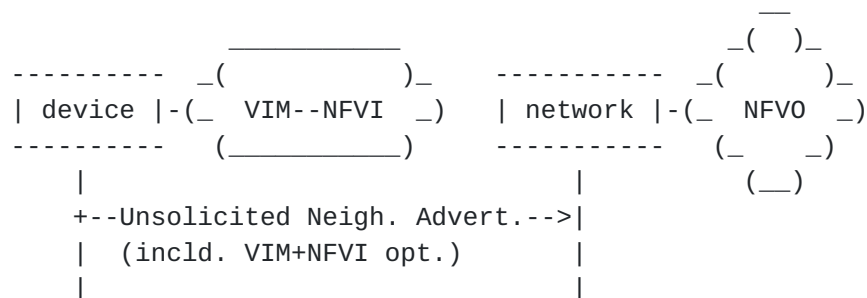 device
VIM--NFVI
network
NFVO
Unsolicited Neigh. Advert.
(incld. VIM+NFVI opt.)